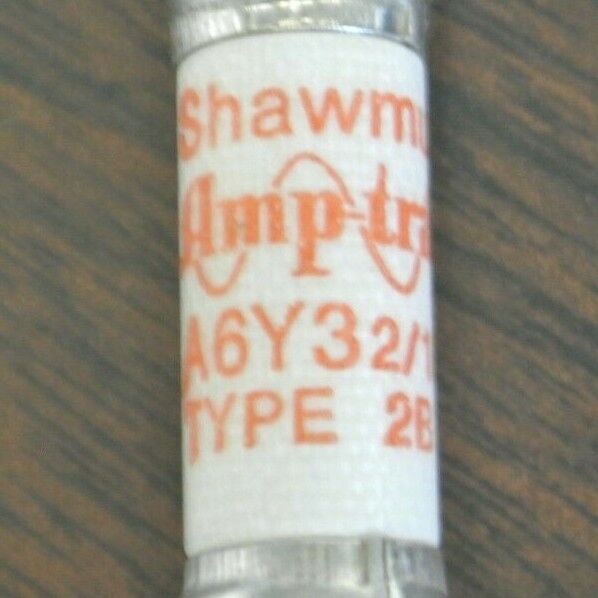 Shawmu
Amp-tra
A6Y3 2/1
TYPE 2B